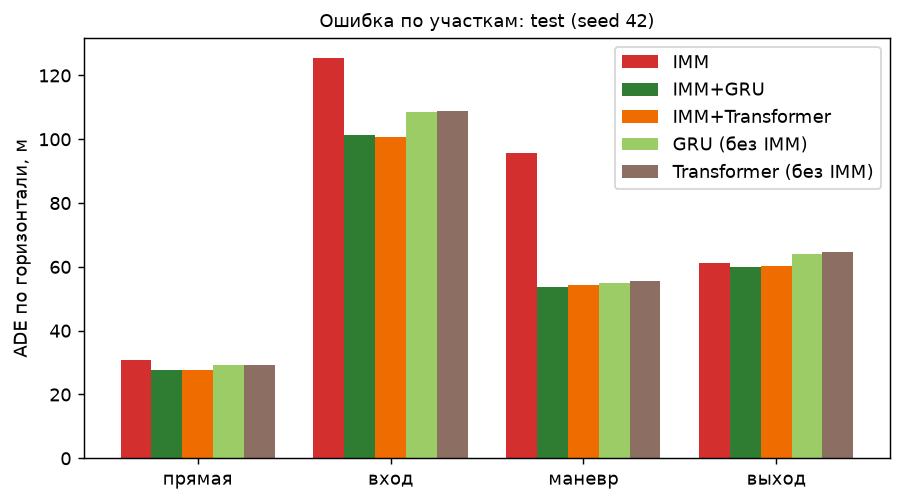 Ошибка по участкам: test (seed 42)
ADE по горизонтали, м
120
100
80
60
40
20
0
IMM
IMM+GRU
IMM+Transformer
GRU (без IMM)
Transformer (без IMM)
прямая
вход
маневр
выход